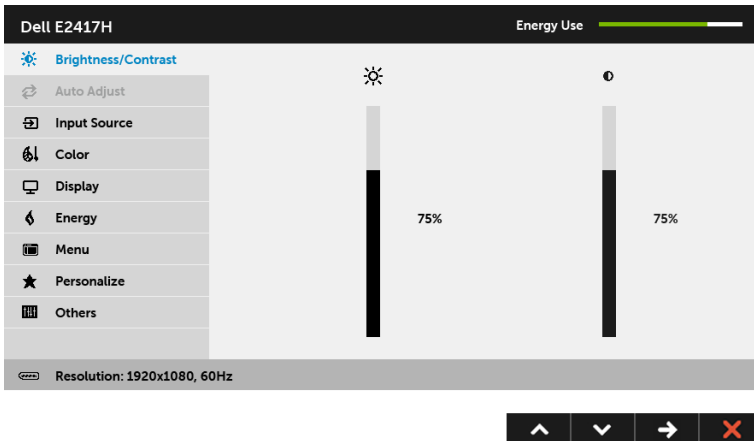 Dell E2417H
Energy Use
Brightness/Contrast
Auto Adjust
Input Source
Color
Display
Energy
Menu
Personalize
Others
75%
75%
Resolution: 1920x1080, 60Hz